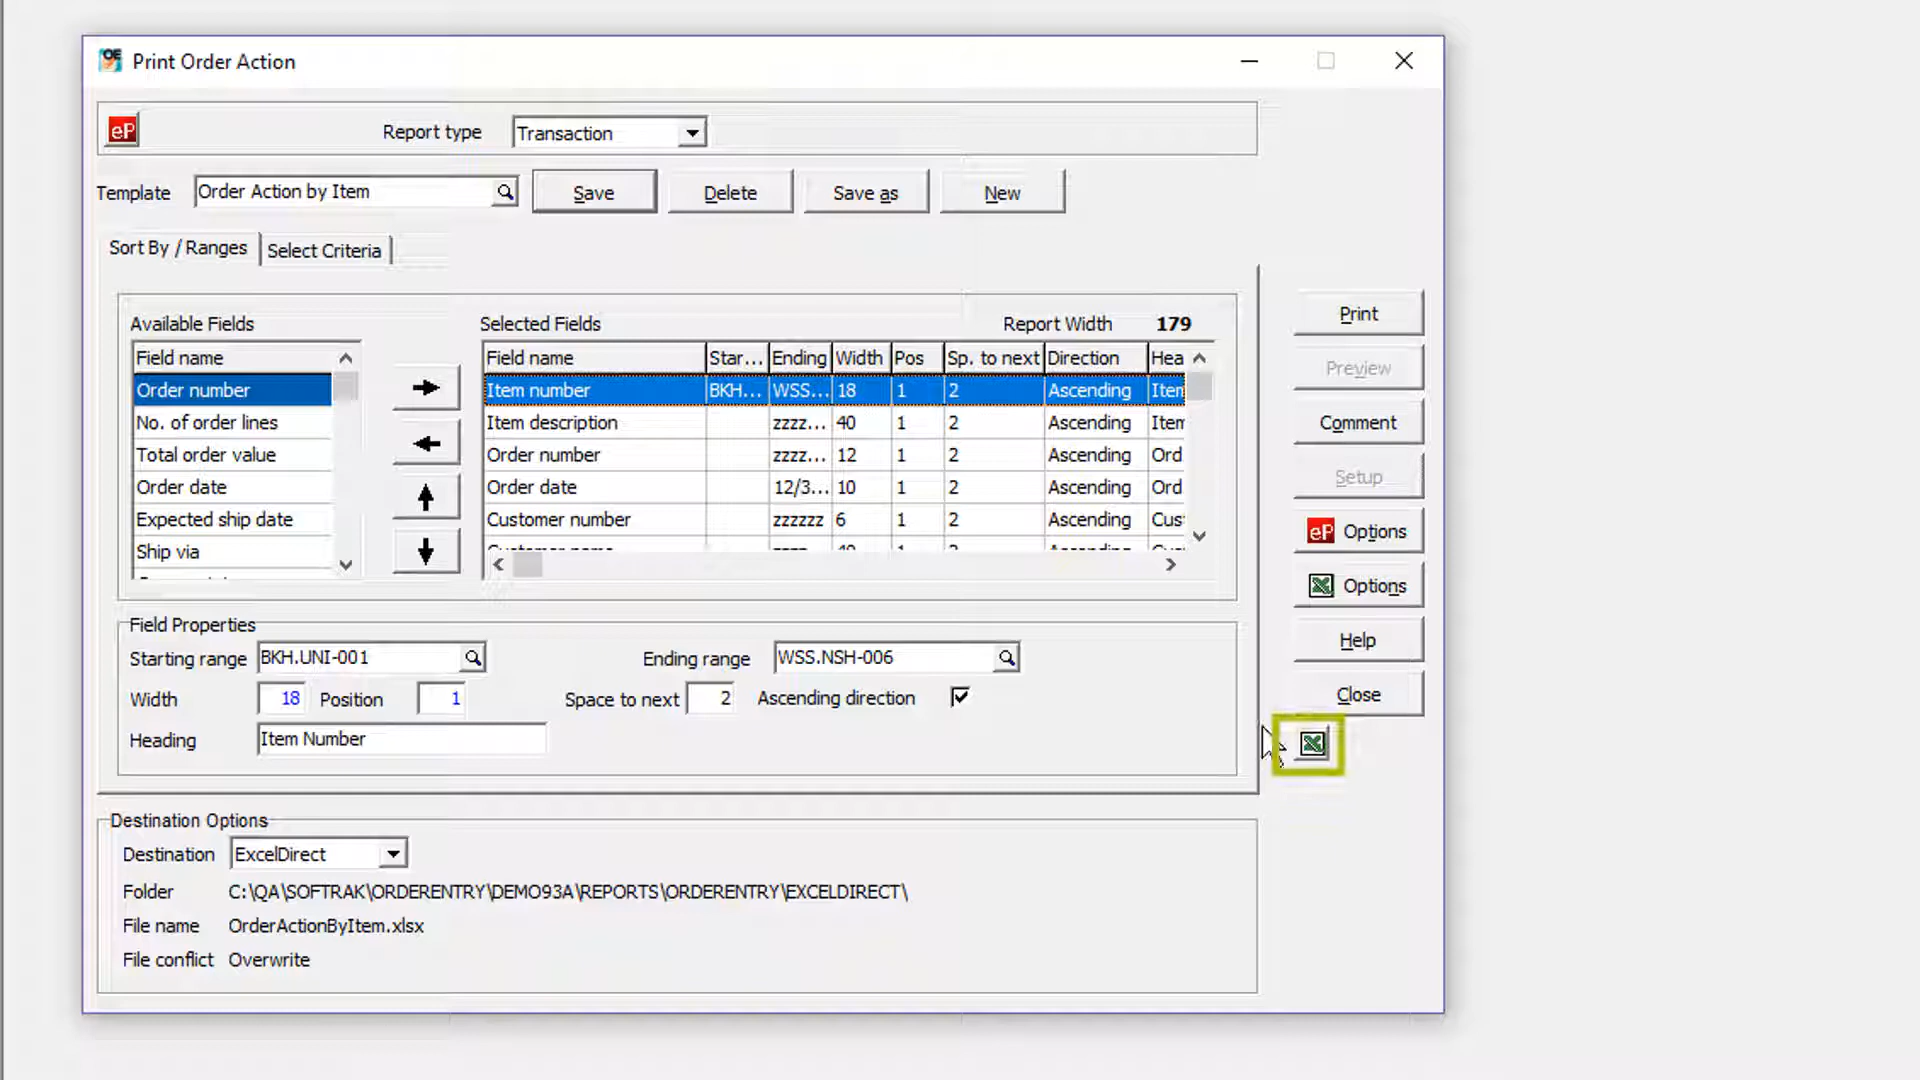 OE
Print Order Action
eP
Report type Transaction
Template Order Action by Item Save Delete Save as New
Sort By / Ranges Select Criteria
Available Fields
Field name
Order number
No. of order lines
Total order value
Order date
Expected ship date
Ship via
Selected Fields Report Width 179
Field name Star... Ending Width Pos Sp. to next Direction Hea
Item number BKH... WSS... 18 1 2 Ascending Item
Item description zzzz... 40 1 2 Ascending Item
Order number zzzz... 12 1 2 Ascending Ord
Order date 12/3... 10 1 2 Ascending Ord
Customer number zzzzzz 6 1 2 Ascending Cus
Print
Preview
Comment
Setup
eP Options
Options
Help
Close
Field Properties
Starting range BKH.UNI-001 Ending range WSS.NSH-006
Width 18 Position 1 Space to next 2 Ascending direction
Heading Item Number
Destination Options
Destination ExcelDirect
Folder C:\QA\SOFTRAK\ORDERENTRY\DEMO93A\REPORTS\ORDERENTRY\EXCELDIRECT\
File name OrderActionByItem.xlsx
File conflict Overwrite